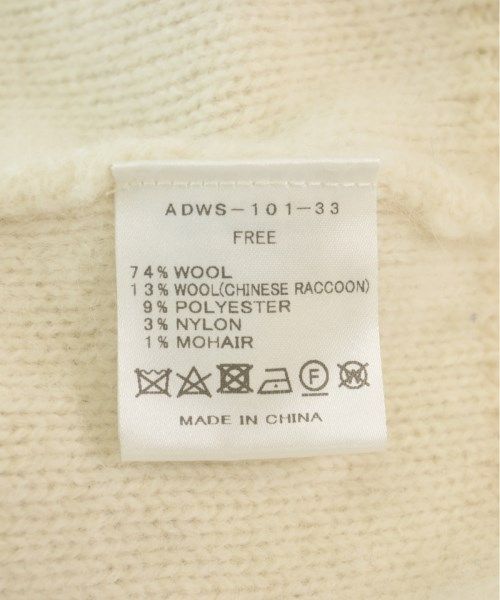 ADWS-101-33
FREE
74% WOOL
13% WOOL(CHINESE RACCOON)
9% POLYESTER
3% NYLON
1% MOHAIR
F W
MADE IN CHINA